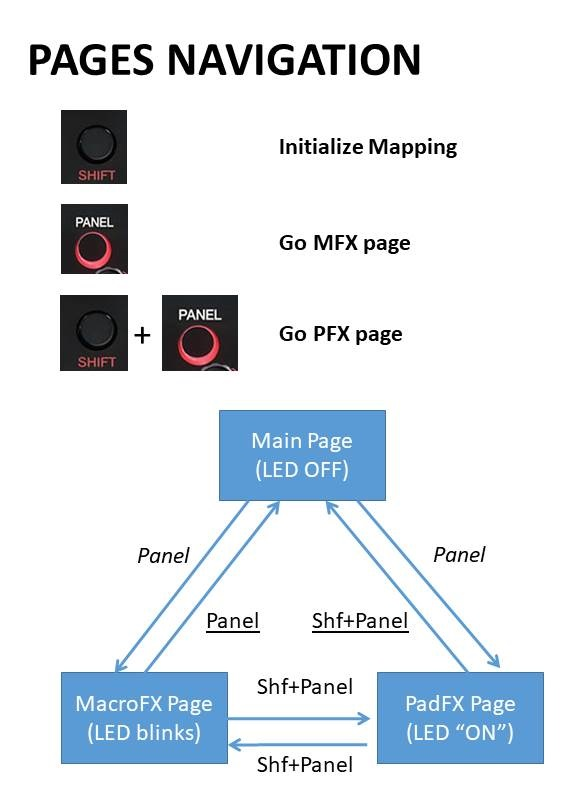 PAGES NAVIGATION
SHIFT
Initialize Mapping
PANEL
Go MFX page
SHIFT
+
PANEL
Go PFX page
Main Page
(LED OFF)
Panel
Panel
Panel
Shf+Panel
MacroFX Page
(LED blinks)
Shf+Panel
PadFX Page
(LED “ON”)
Shf+Panel